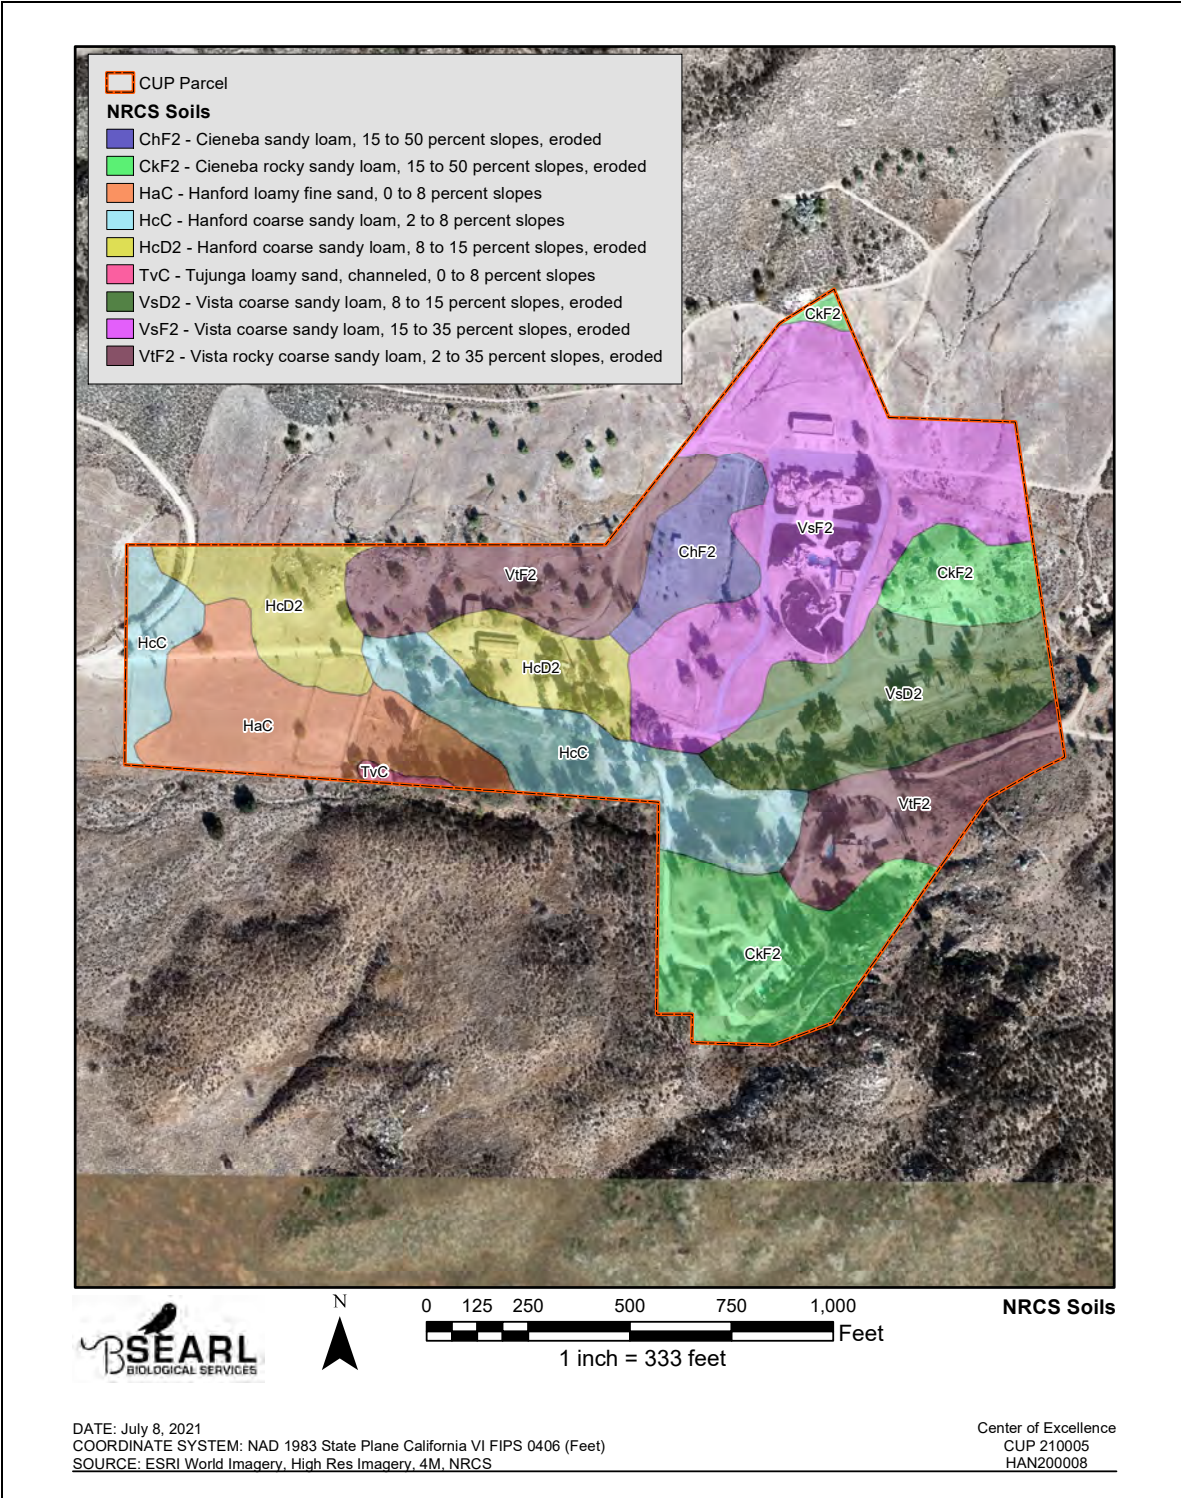 CUP Parcel
NRCS Soils
ChF2 - Cieneba sandy loam, 15 to 50 percent slopes, eroded
CkF2 - Cieneba rocky sandy loam, 15 to 50 percent slopes, eroded
HaC - Hanford loamy fine sand, 0 to 8 percent slopes
HcC - Hanford coarse sandy loam, 2 to 8 percent slopes
HcD2 - Hanford coarse sandy loam, 8 to 15 percent slopes, eroded
TvC - Tujunga loamy sand, channeled, 0 to 8 percent slopes
VsD2 - Vista coarse sandy loam, 8 to 15 percent slopes, eroded
VsF2 - Vista coarse sandy loam, 15 to 35 percent slopes, eroded
VtF2 - Vista rocky coarse sandy loam, 2 to 35 percent slopes, eroded
CkF2
VsF2
ChF2
CkF2
VtF2
HcD2
HcC
HcD2
VsD2
HaC
HcC
TvC
VtF2
CkF2
BSEARL
BIOLOGICAL SERVICES
N
0 125 250 500 750 1,000
Feet
1 inch = 333 feet
NRCS Soils
DATE: July 8, 2021
COORDINATE SYSTEM: NAD 1983 State Plane California VI FIPS 0406 (Feet)
SOURCE: ESRI World Imagery, High Res Imagery, 4M, NRCS
Center of Excellence
CUP 210005
HAN200008